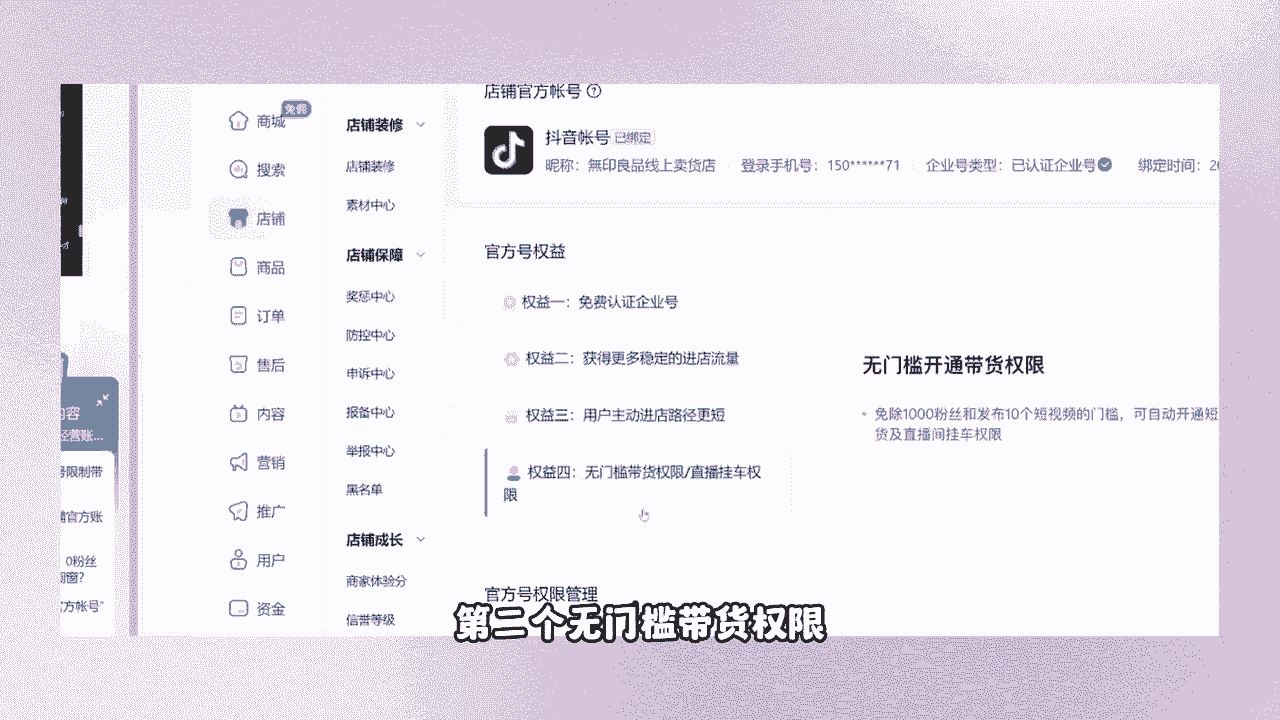 店铺官方帐号
免佣
商城
搜索
店铺
商品
订单
售后
内容
营销
推广
用户
资金
店铺装修
店铺装修
素材中心
店铺保障
奖惩中心
防控中心
申诉中心
报备中心
举报中心
黑名单
店铺成长
商家体验分
信誉等级
抖音帐号 已绑定
昵称：無印良品线上卖货店 登录手机号：150******71 企业号类型：已认证企业号 绑定时间：20
官方号权益
权益一：免费认证企业号
权益二：获得更多稳定的进店流量
权益三：用户主动进店路径更短
权益四：无门槛带货权限/直播挂车权
限
无门槛开通带货权限
免除1000粉丝和发布10个短视频的门槛，可自动开通短
货及直播间挂车权限
官方号权限管理
内容
经营账...
号限制带
铺官方账
0粉丝
窗？
官方帐号”
第二个无门槛带货权限